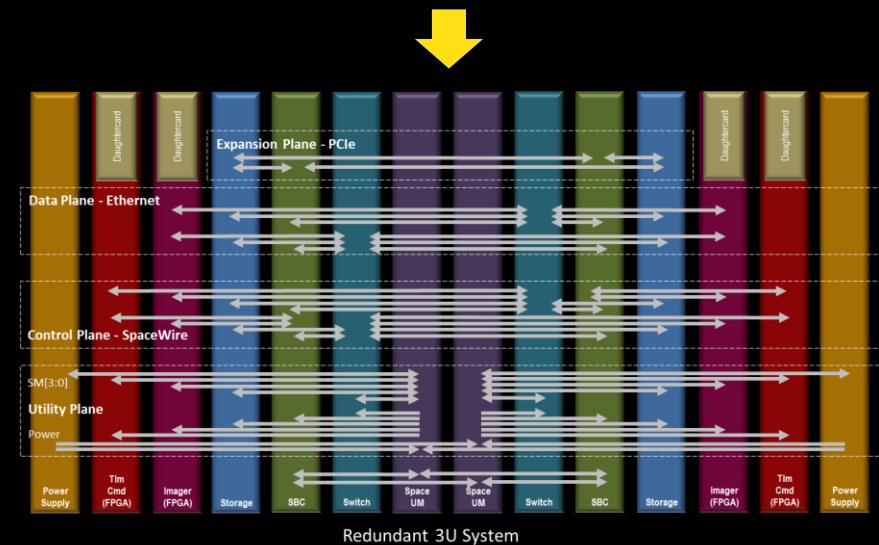 Daughtercard
Daughtercard
Daughtercard
Daughtercard
Expansion Plane - PCIe
Data Plane - Ethernet
Control Plane - SpaceWire
SM[3:0]
Utility Plane
Power
Power
Supply
Tlm
Cmd
(FPGA)
Imager
(FPGA)
Storage
SBC
Switch
Space
UM
Space
UM
Switch
SBC
Storage
Imager
(FPGA)
Tlm
Cmd
(FPGA)
Power
Supply
Redundant 3U System